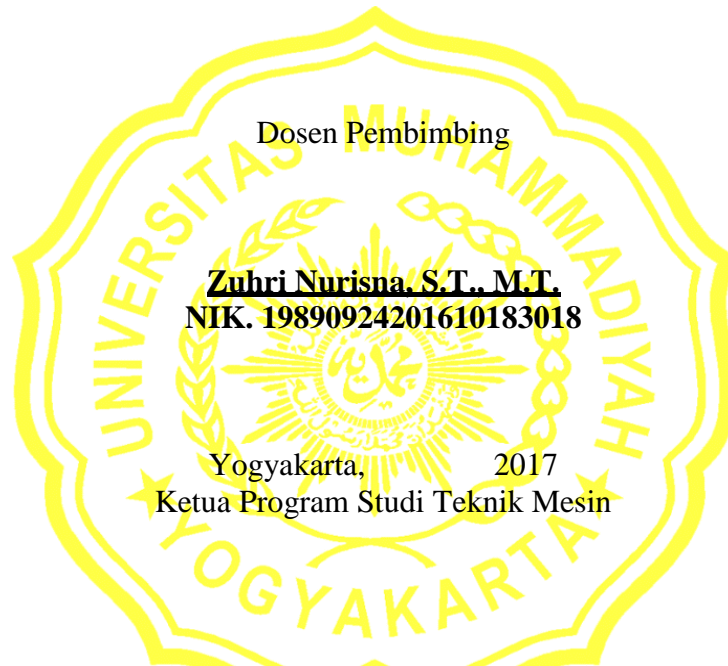 Dosen Pembimbing
Zuhri Nurisna, S.T., M.T.
NIK. 19890924201610183018
Yogyakarta, 2017
Ketua Program Studi Teknik Mesin
UNIVERSITAS MUHAMMADIYAH
YOGYAKARTA